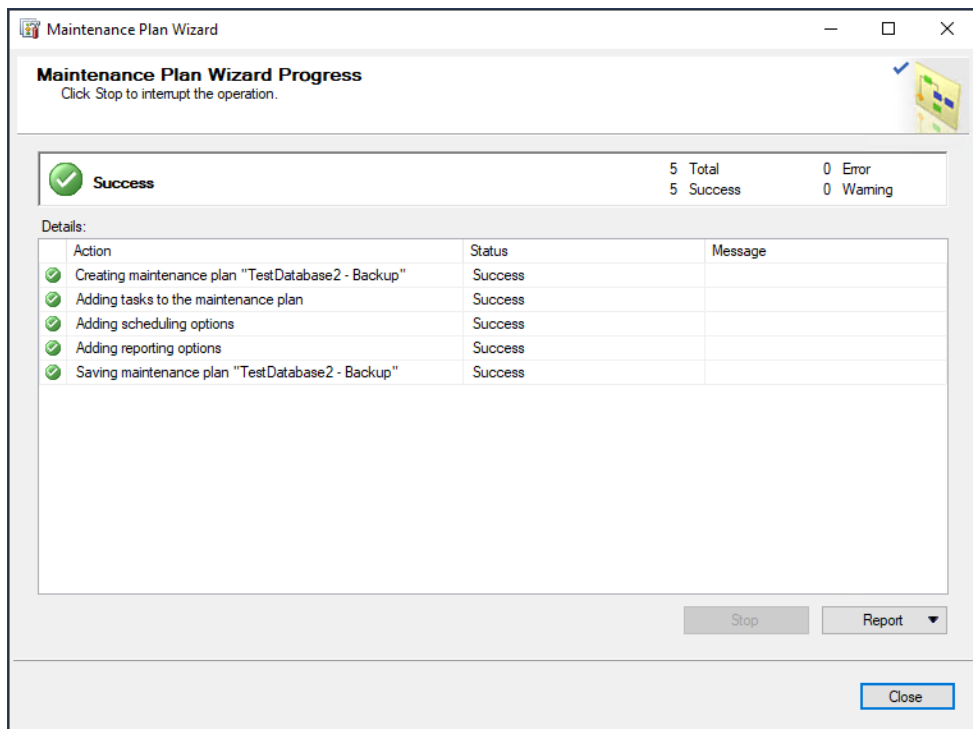 Maintenance Plan Wizard
Maintenance Plan Wizard Progress
Click Stop to interrupt the operation.
Success
5 Total 0 Error
5 Success 0 Warning
Details:
Action Status Message
Creating maintenance plan "TestDatabase2 - Backup" Success
Adding tasks to the maintenance plan Success
Adding scheduling options Success
Adding reporting options Success
Saving maintenance plan "TestDatabase2 - Backup" Success
Stop Report
Close